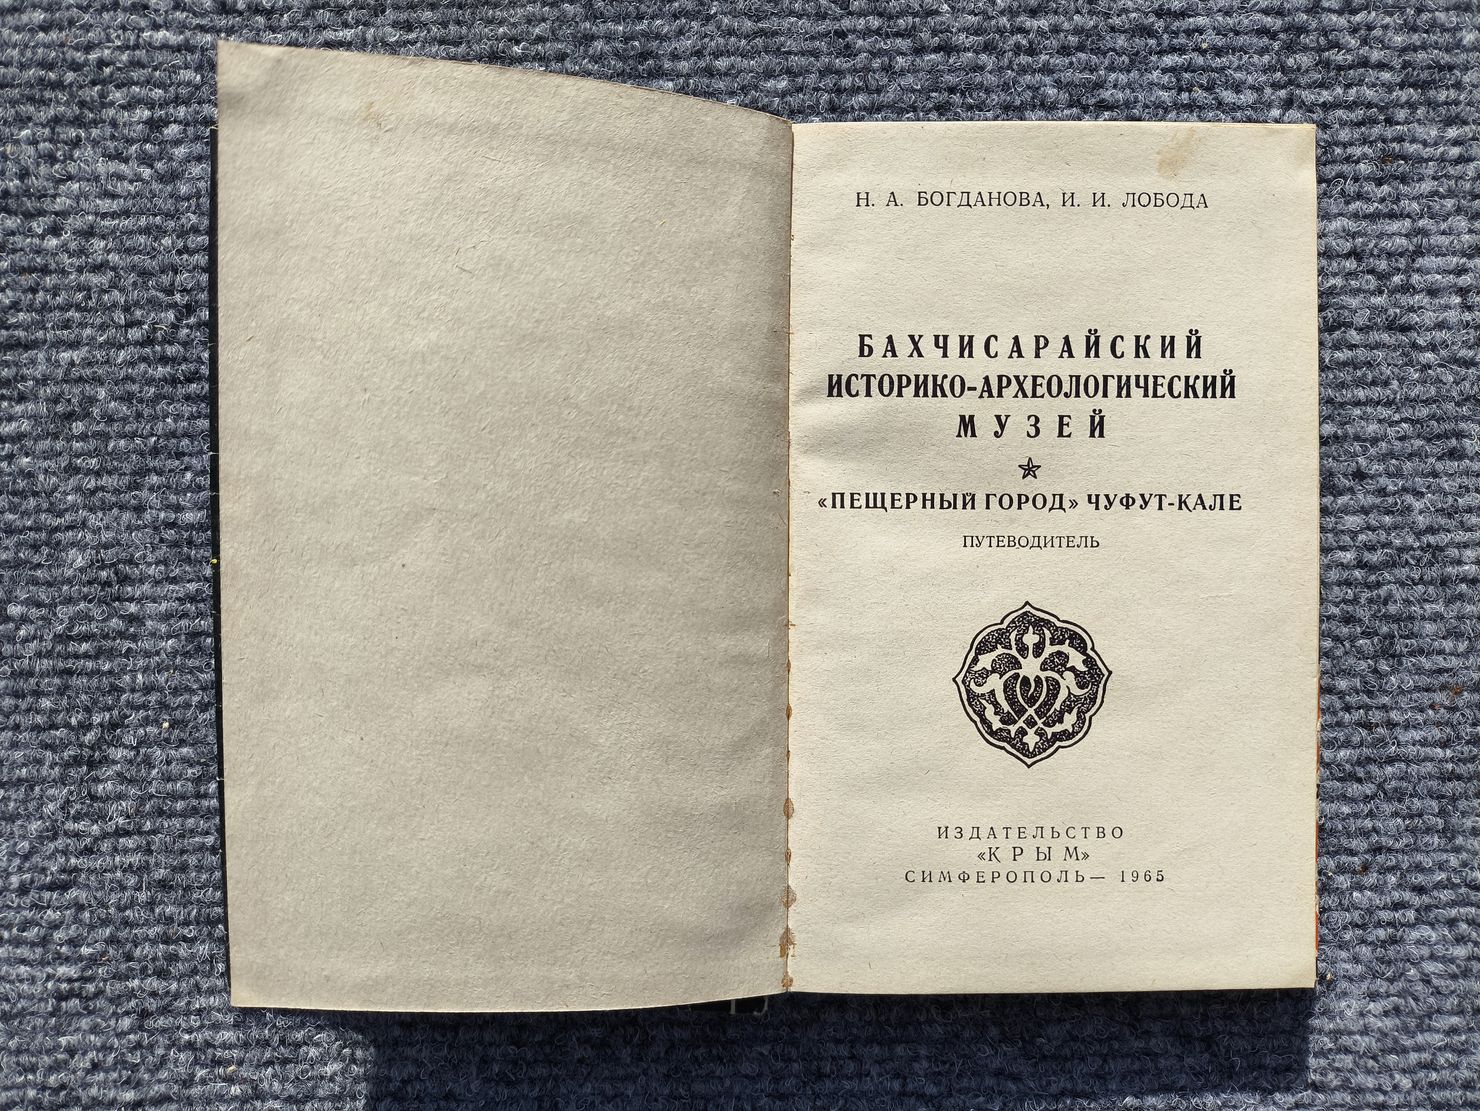 Н. А. БОГДАНОВА, И. И. ЛОБОДА
БАХЧИСАРАЙСКИЙ
ИСТОРИКО-АРХЕОЛОГИЧЕСКИЙ
МУЗЕЙ
«ПЕЩЕРНЫЙ ГОРОД» ЧУФУТ-КАЛЕ
ПУТЕВОДИТЕЛЬ
ИЗДАТЕЛЬСТВО
«КРЫМ»
СИМФЕРОПОЛЬ — 1965